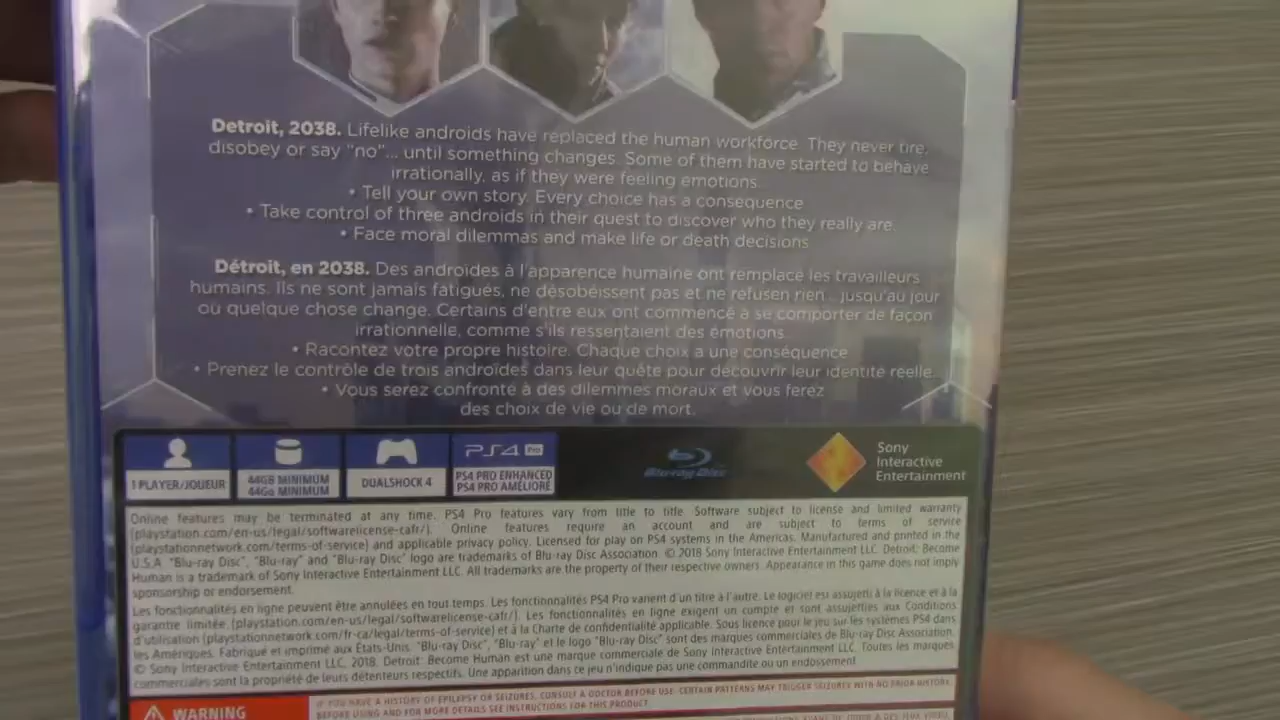 Detroit, 2038. Lifelike androids have replaced the human workforce. They never tire,
disobey or say "no"... until something changes. Some of them have started to behave
irrationally, as if they were feeling emotions.
• Tell your own story. Every choice has a consequence
• Take control of three androids in their quest to discover who they really are.
• Face moral dilemmas and make life or death decisions
Détroit, en 2038. Des androïdes à l'apparence humaine ont remplacé les travailleurs
humains. Ils ne sont jamais fatigués, ne désobéissent pas et ne refusen rien... jusqu'au jour
où quelque chose change. Certains d'entre eux ont commencé à se comporter de façon
irrationnelle, comme s'ils ressentaient des émotions.
• Racontez votre propre histoire. Chaque choix a une conséquence
• Prenez le contrôle de trois androïdes dans leur quête pour découvrir leur identité réelle.
• Vous serez confronté à des dilemmes moraux et vous ferez
des choix de vie ou de mort.
PS4 Pro
Blu-ray Disc
Sony
Interactive
Entertainment
1 PLAYER/JOUEUR
44GB MINIMUM
44Go MINIMUM
DUALSHOCK 4
PS4 PRO ENHANCED
PS4 PRO AMÉLIORÉ
Online features may be terminated at any time. PS4 Pro features vary from title to title. Software subject to license and limited warranty
(playstation.com/en-us/legal/softwarelicense-cafr/). Online features require an account and are subject to terms of service
(playstationnetwork.com/terms-of-service) and applicable privacy policy. Licensed for play on PS4 systems in the Americas. Manufactured and printed in the
U.S.A. "Blu-ray Disc", "Blu-ray" and "Blu-ray Disc" logo are trademarks of Blu-ray Disc Association. © 2018 Sony Interactive Entertainment LLC. Detroit: Become
Human is a trademark of Sony Interactive Entertainment LLC. All trademarks are the property of their respective owners. Appearance in this game does not imply
sponsorship or endorsement.
Les fonctionnalités en ligne peuvent être annulées en tout temps. Les fonctionnalités PS4 Pro varient d'un titre à l'autre. Le logiciel est assujeti à la licence et à la
garantie limitée (playstation.com/en-us/legal/softwarelicense-cafr/). Les fonctionnalités en ligne exigent un compte et sont assujetties aux Conditions
d'utilisation (playstationnetwork.com/fr-ca/legal/terms-of-service) et à la Charte de confidentialité applicable. Sous licence pour le jeu sur les systèmes PS4 dans
les Amériques. Fabriqué et imprimé aux États-Unis. "Blu-ray Disc", "Blu-ray" et le logo "Blu-ray Disc" sont des marques commerciales de Blu-ray Disc Association.
© Sony Interactive Entertainment LLC, 2018. Detroit: Become Human est une marque commerciale de Sony Interactive Entertainment LLC. Toutes les marques
commerciales sont la propriété de leurs détenteurs respectifs. Une apparition dans ce jeu n'indique pas une commandite ou un endossement.
WARNING
IF YOU HAVE A HISTORY OF EPILEPSY OR SEIZURES, CONSULT A DOCTOR BEFORE USE. CERTAIN PATTERNS MAY TRIGGER SEIZURES WITH NO PRIOR HISTORY.
BEFORE USING AND FOR MORE DETAILS SEE INSTRUCTIONS FOR THIS PRODUCT.